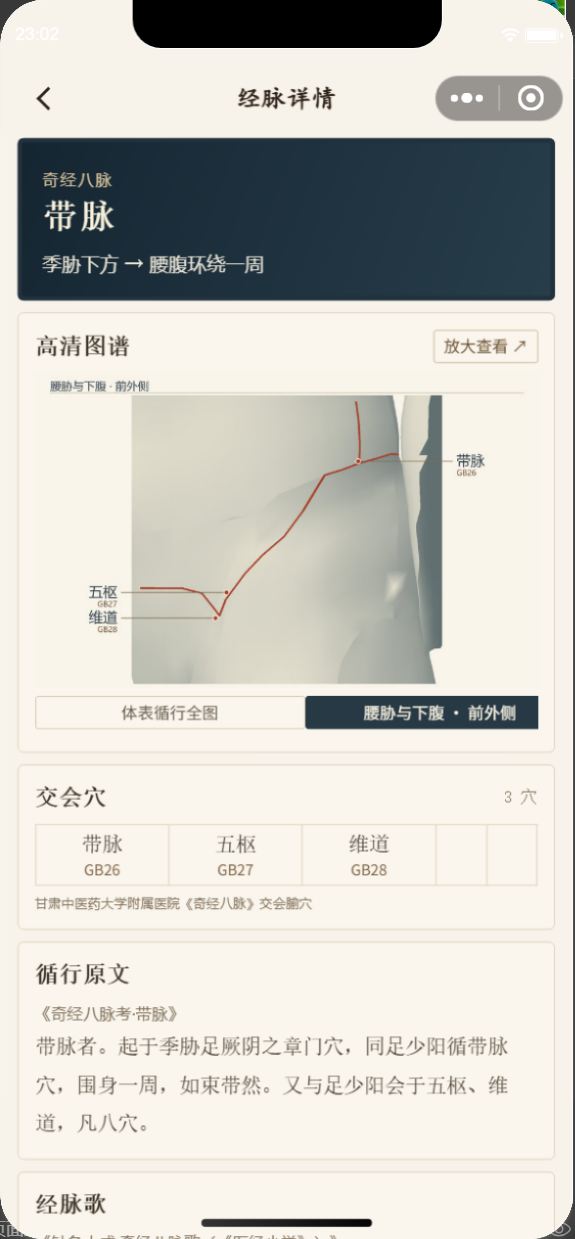 23:02
经脉详情
奇经八脉
带脉
季胁下方 → 腰腹环绕一周
高清图谱
放大查看 ↗
腰胁与下腹 · 前外侧
带脉
GB26
五枢
GB27
维道
GB28
体表循行全图
腰胁与下腹 · 前外侧
交会穴
3 穴
带脉
五枢
维道
GB26
GB27
GB28
甘肃中医药大学附属医院《奇经八脉》交会腧穴
循行原文
《奇经八脉考·带脉》
带脉者。起于季胁足厥阴之章门穴，同足少阳循带脉
穴，围身一周，如束带然。又与足少阳会于五枢、维
道，凡八穴。
经脉歌